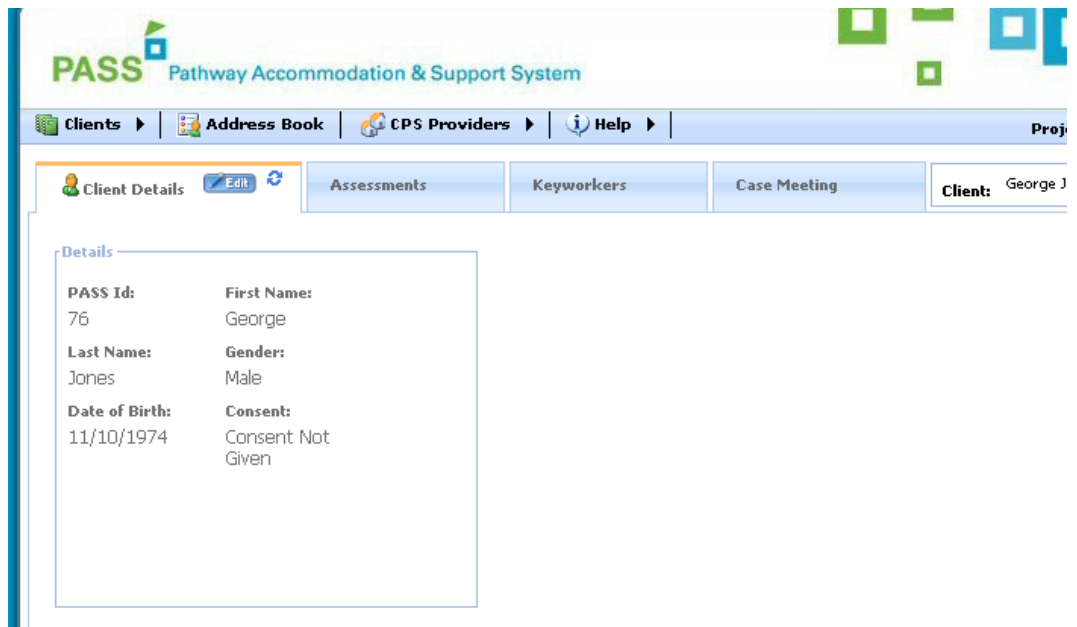 PASS Pathway Accommodation & Support System
Clients Address Book CPS Providers Help
Client Details Edit Assessments Keyworkers Case Meeting Client: George
Details
PASS Id: First Name:
76 George
Last Name: Gender:
Jones Male
Date of Birth: Consent:
11/10/1974 Consent Not
Given